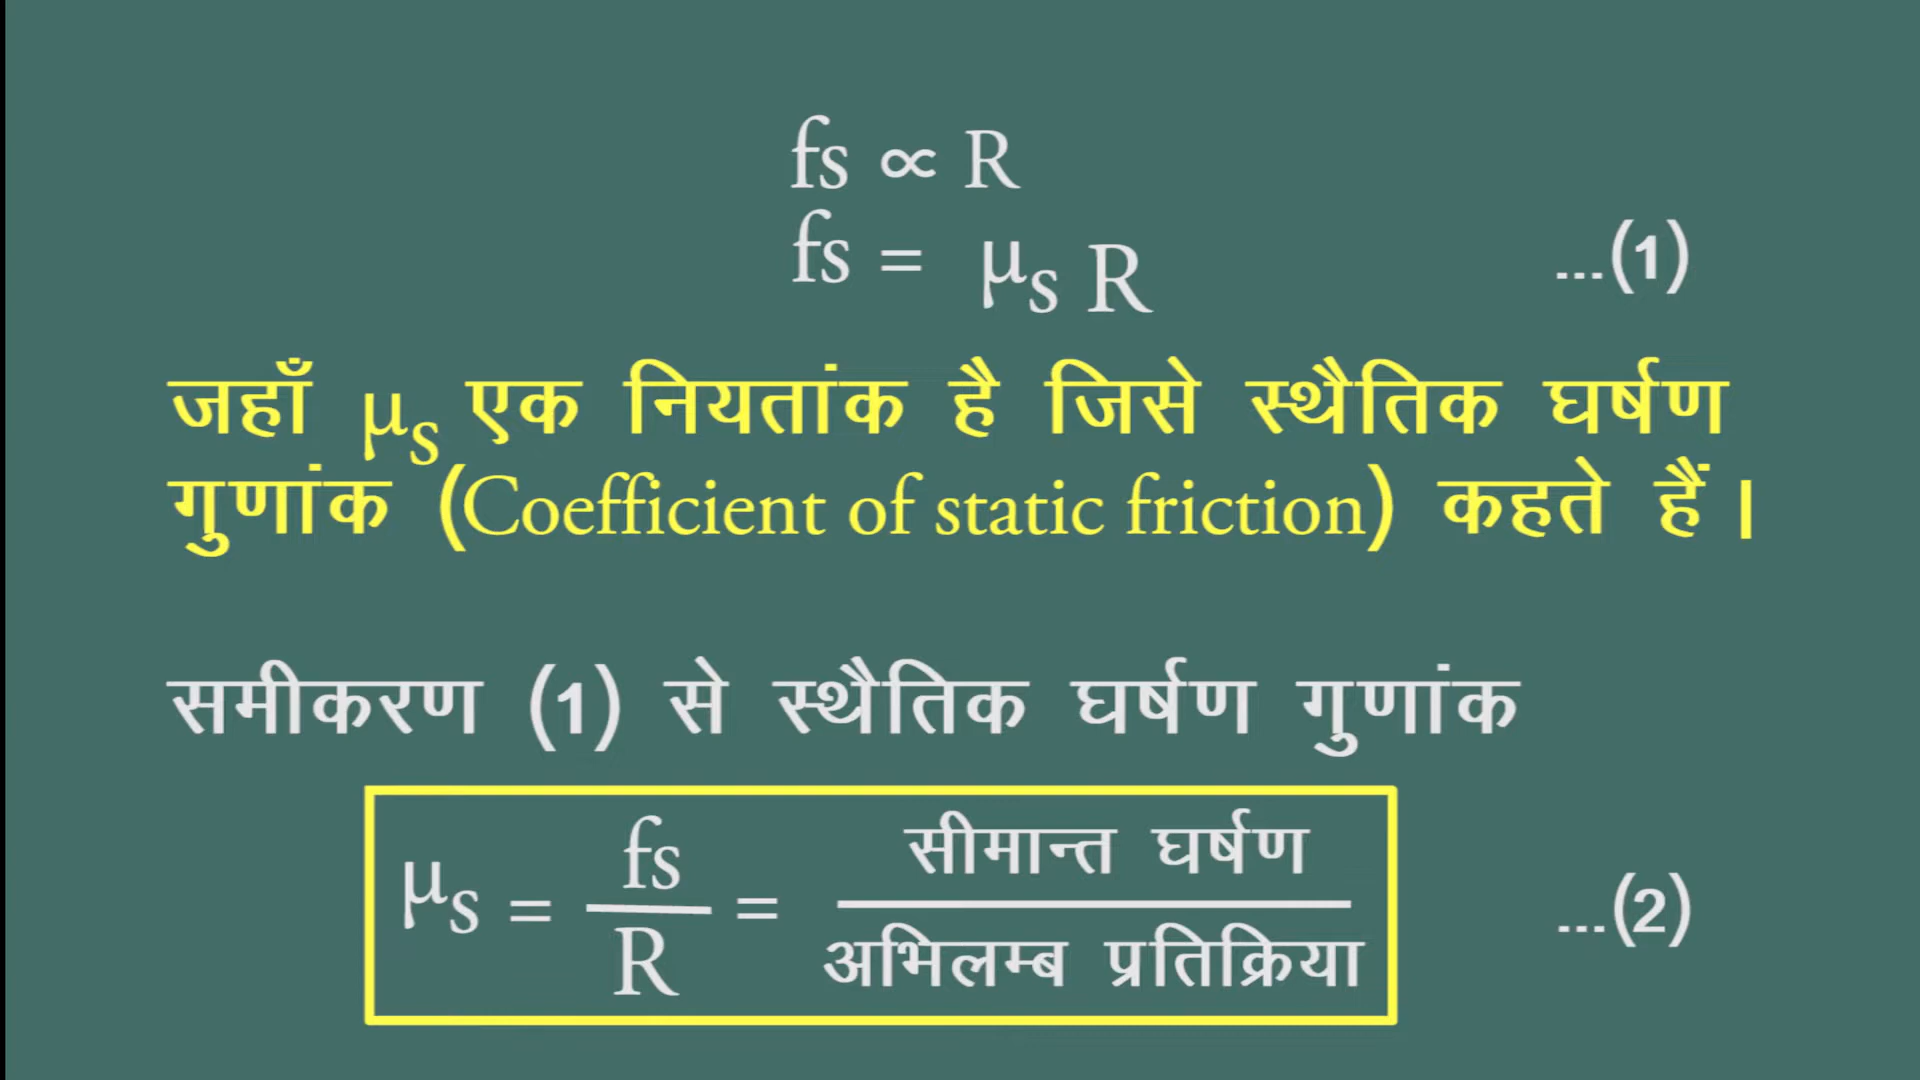 fs ∝ R
fs = μs R ...(1)
जहाँ μs एक नियतांक है जिसे स्थैतिक घर्षण
गुणांक (Coefficient of static friction) कहते हैं।
समीकरण (1) से स्थैतिक घर्षण गुणांक
μs = fs/R = सीमान्त घर्षण/अभिलम्ब प्रतिक्रिया ...(2)